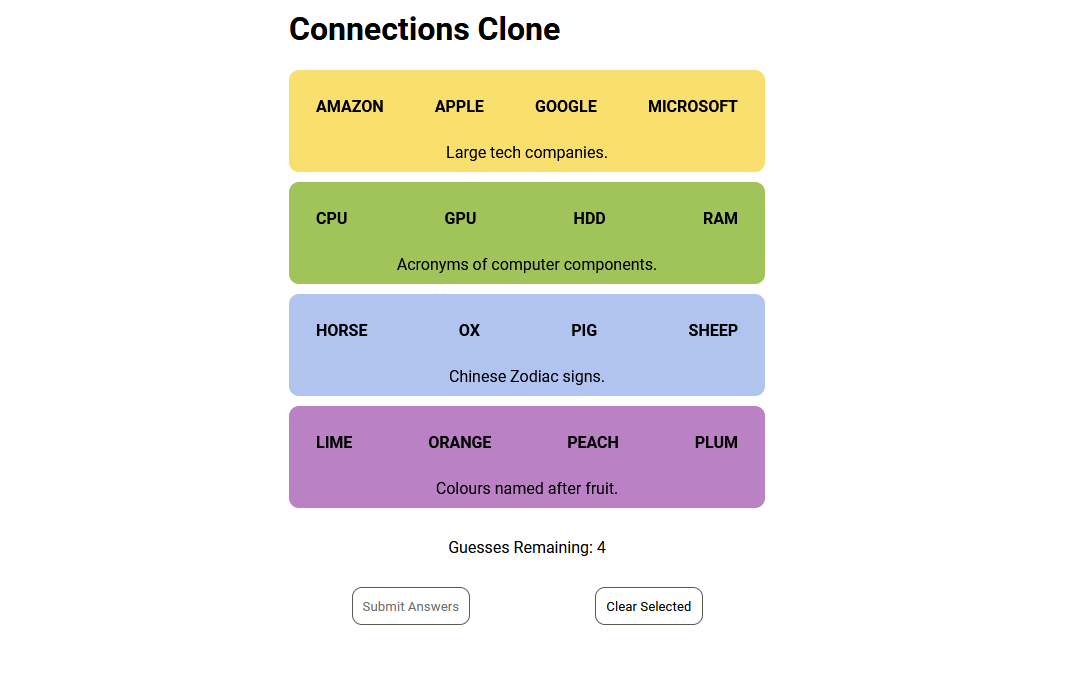 Connections Clone
AMAZON APPLE GOOGLE MICROSOFT
Large tech companies.
CPU GPU HDD RAM
Acronyms of computer components.
HORSE OX PIG SHEEP
Chinese Zodiac signs.
LIME ORANGE PEACH PLUM
Colours named after fruit.
Guesses Remaining: 4
Submit Answers Clear Selected